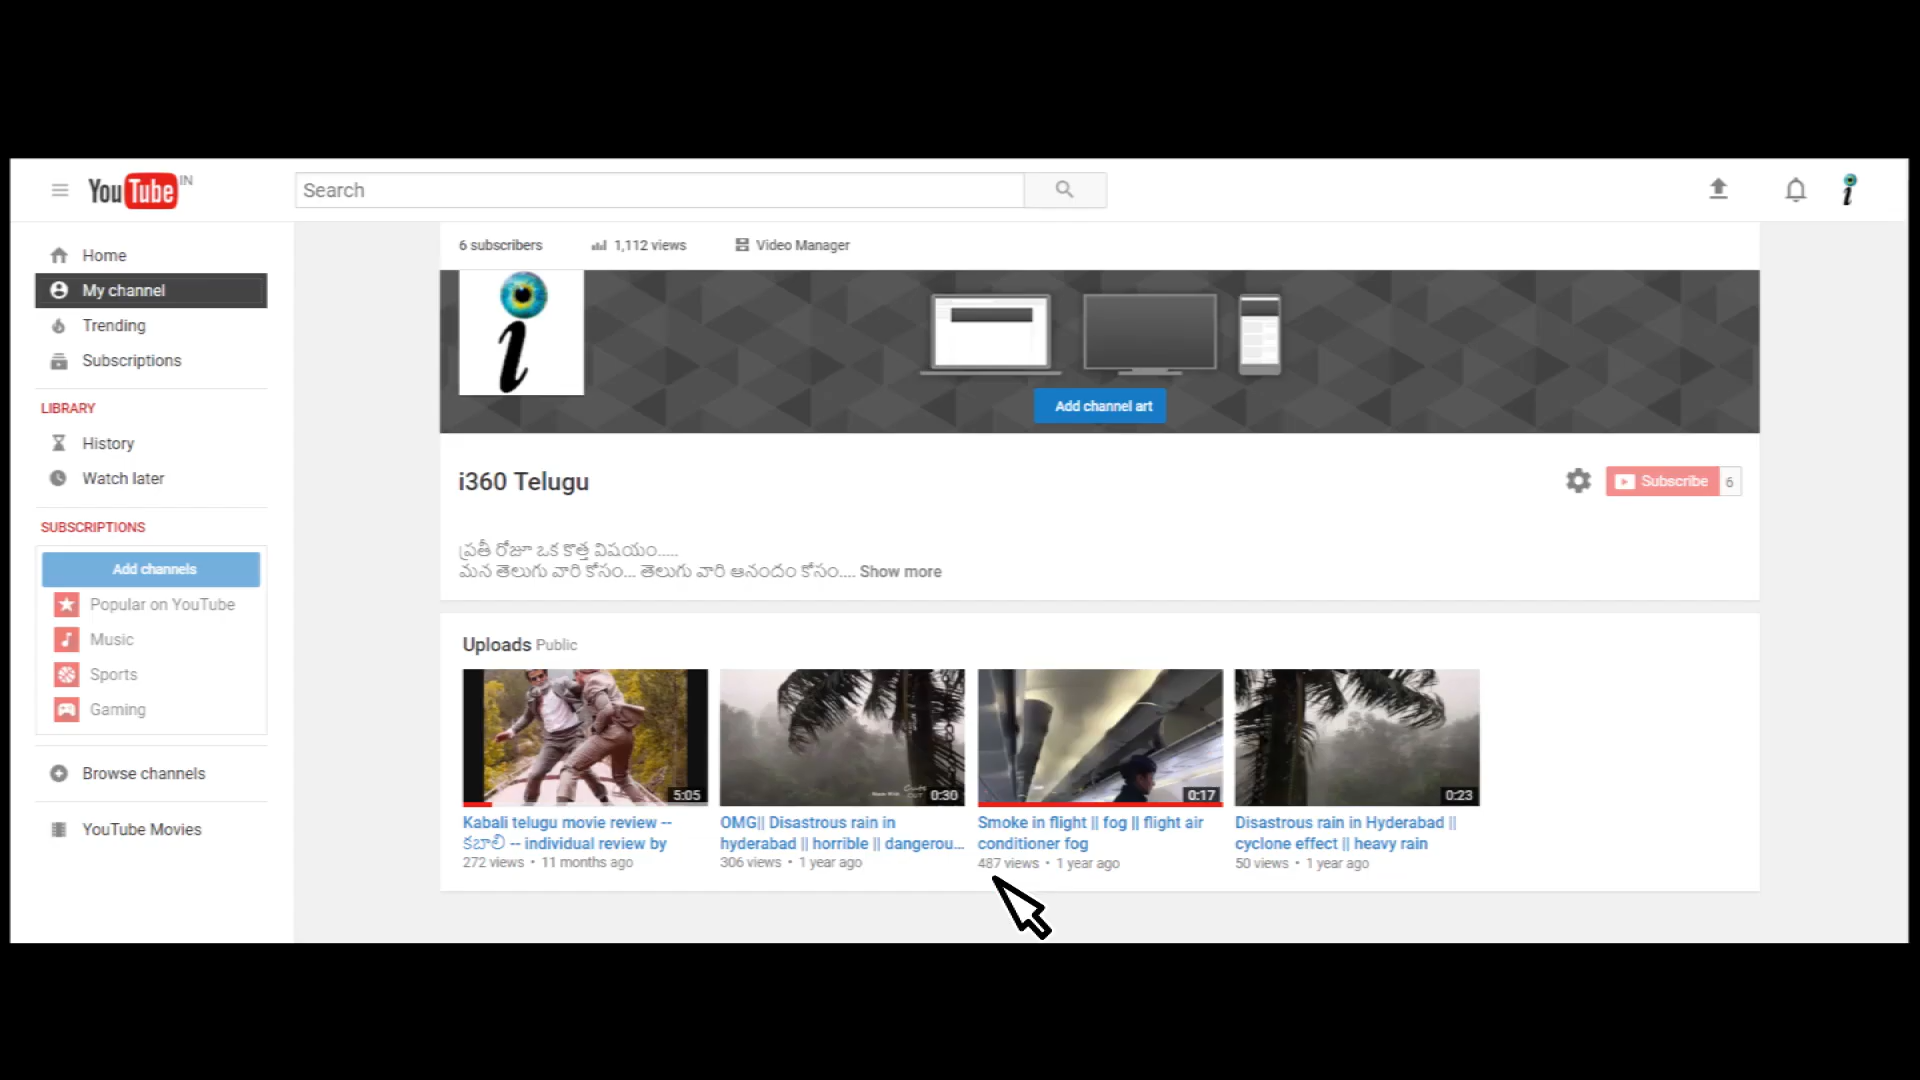 YouTube IN
Search
6 subscribers
1,112 views
Video Manager
Home
My channel
Trending
Subscriptions
LIBRARY
History
Watch later
SUBSCRIPTIONS
Add channels
Popular on YouTube
Music
Sports
Gaming
Browse channels
YouTube Movies
i
Add channel art
i360 Telugu
Subscribe 6
ప్రతీ రోజూ ఒక కొత్త విషయం.....
మన తెలుగు వారి కోసం... తెలుగు వారి ఆనందం కోసం.... Show more
Uploads Public
5:05
Kabali telugu movie review --
కబాలి -- individual review by
272 views • 11 months ago
0:30
OMG|| Disastrous rain in
hyderabad || horrible || dangerou...
306 views • 1 year ago
0:17
Smoke in flight || fog || flight air
conditioner fog
487 views • 1 year ago
0:23
Disastrous rain in Hyderabad ||
cyclone effect || heavy rain
50 views • 1 year ago